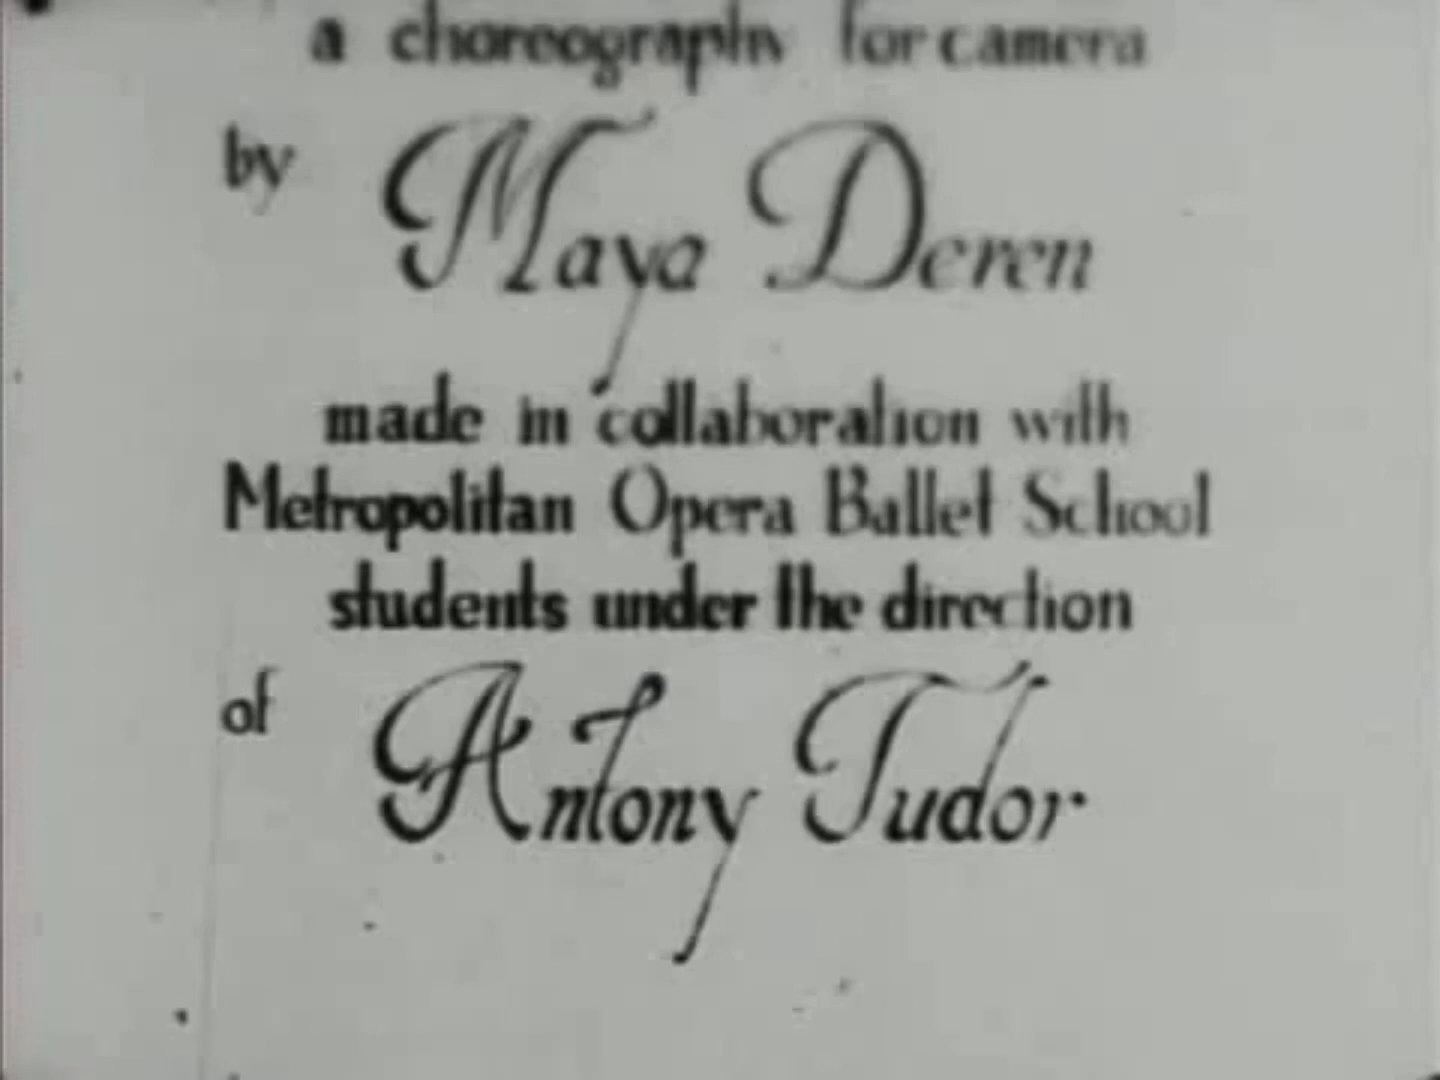 a choreography for camera
by Maya Deren
made in collaboration with
Metropolitan Opera Ballet School
students under the direction
of Antony Tudor